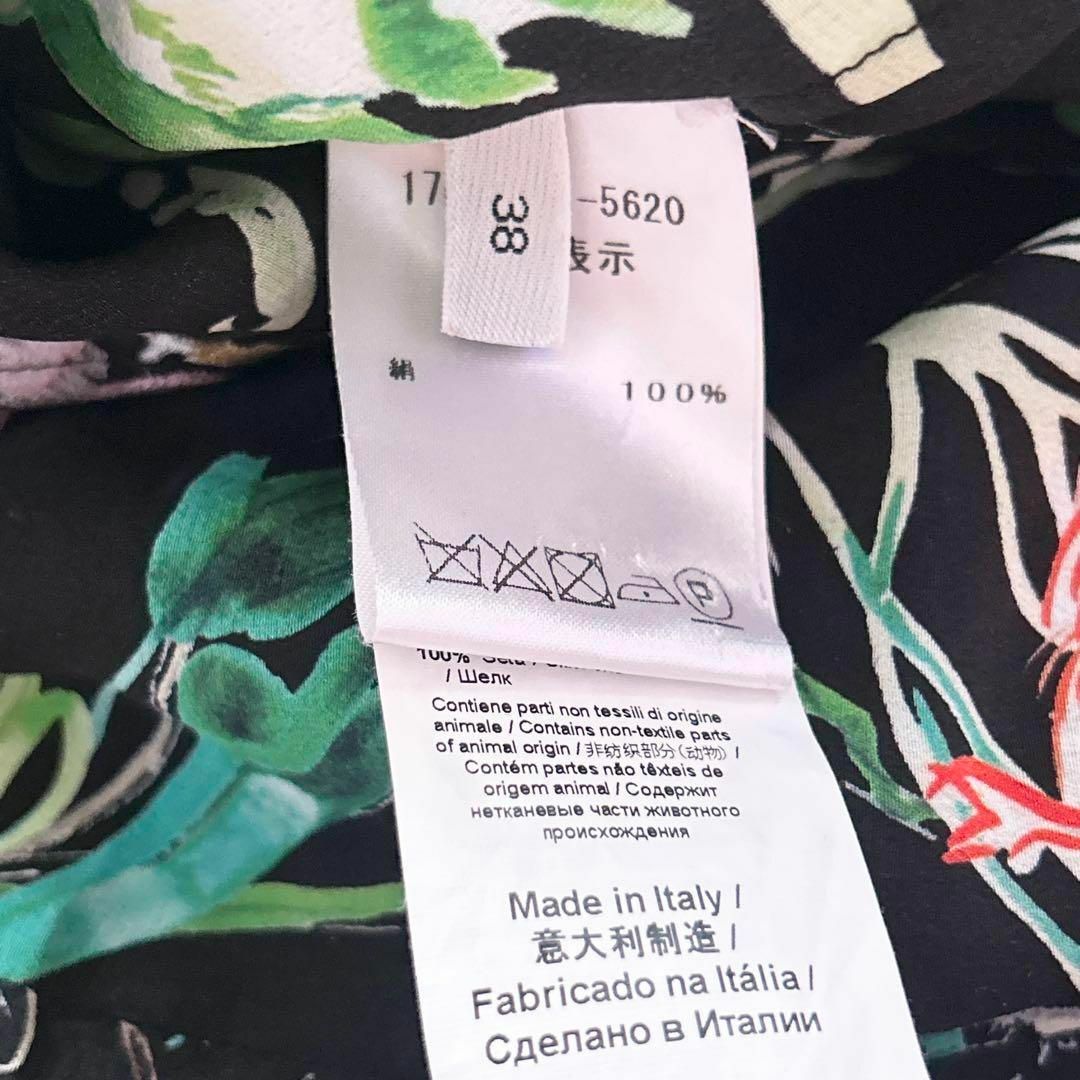 38
17 -5620
表示
絹 100%
P
100% Seta /
/ Шелк
Contiene parti non tessili di origine
animale / Contains non-textile parts
of animal origin / 非纺织部分(动物) /
Contém partes não têxteis de
origem animal / Содержит
нетканевые части животного
происхождения
Made in Italy /
意大利制造 /
Fabricado na Itália /
Сделано в Италии